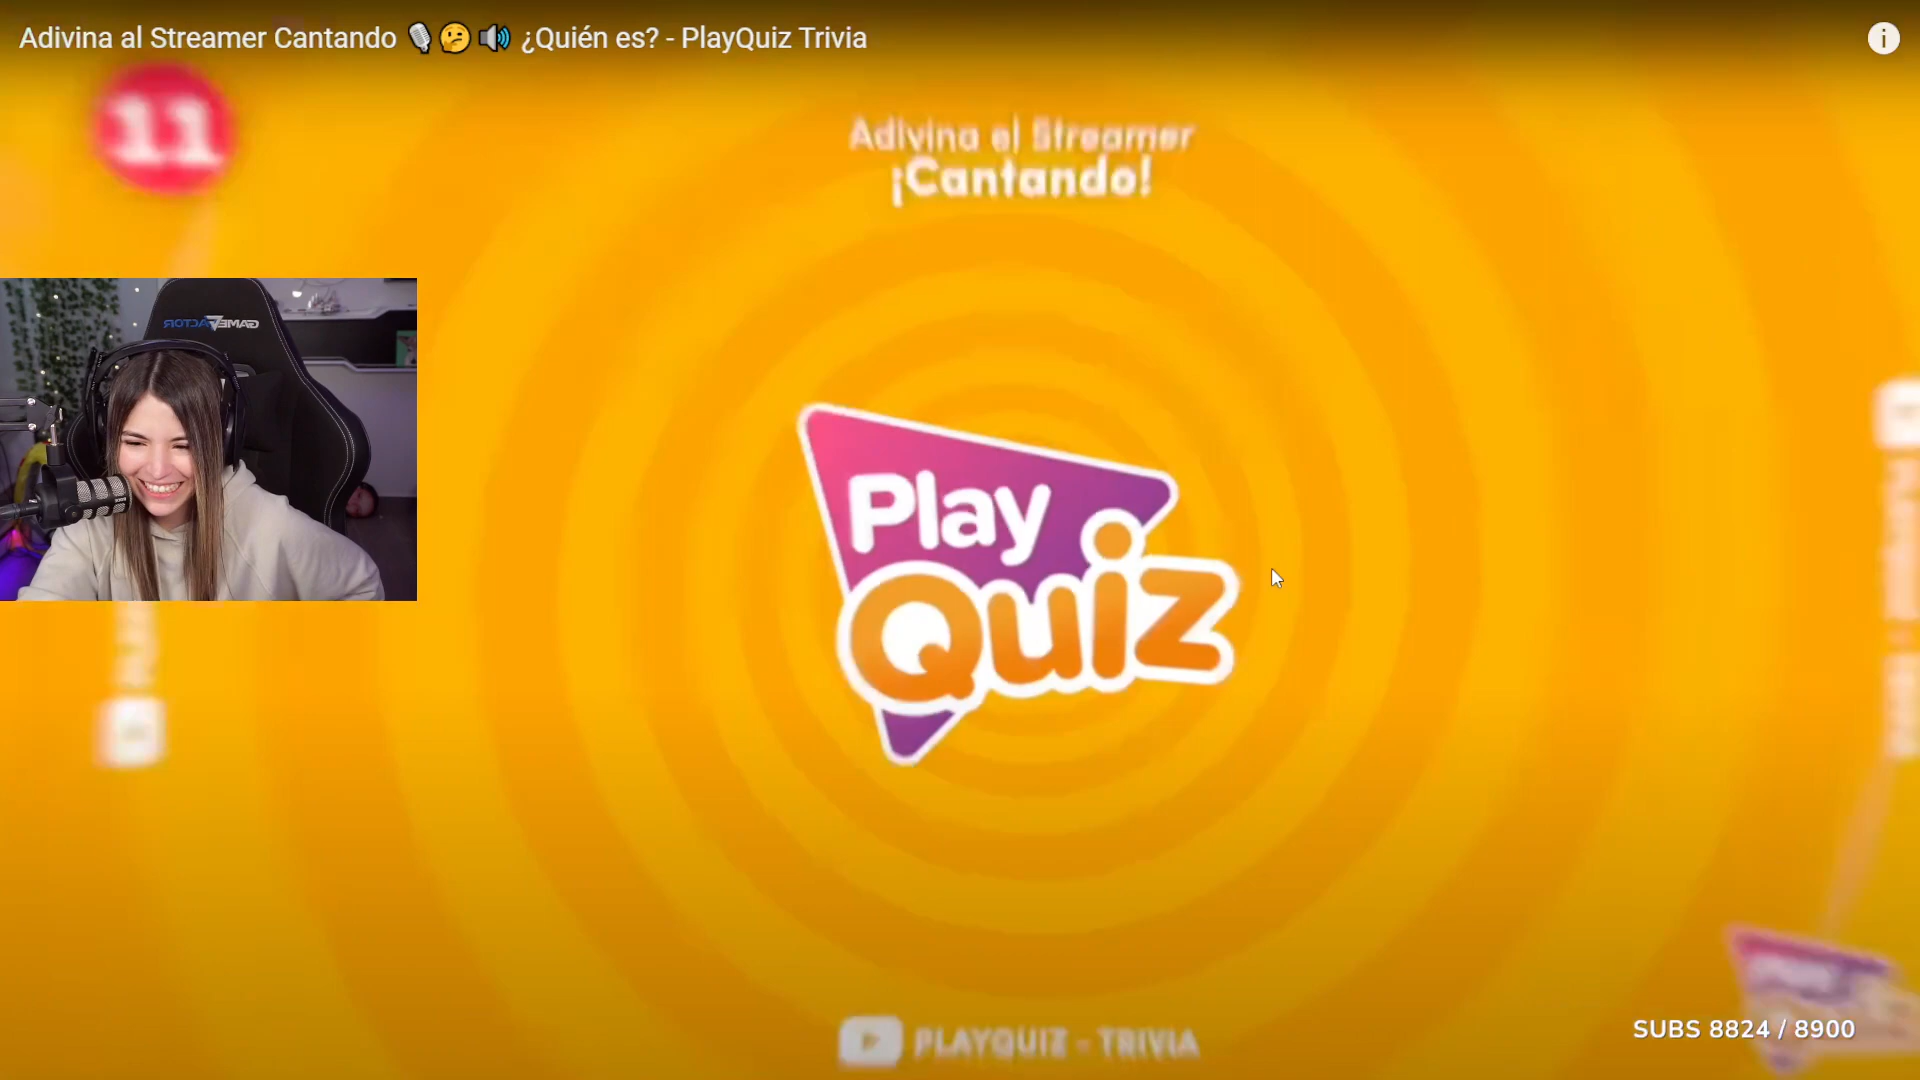 Adivina al Streamer Cantando 🎙️🤔🔊 ¿Quién es? - PlayQuiz Trivia
11
Adivina el Streamer
¡Cantando!
GAMEFACTOR
Play
Quiz
PLAYQUIZ - TRIVIA
SUBS 8824 / 8900